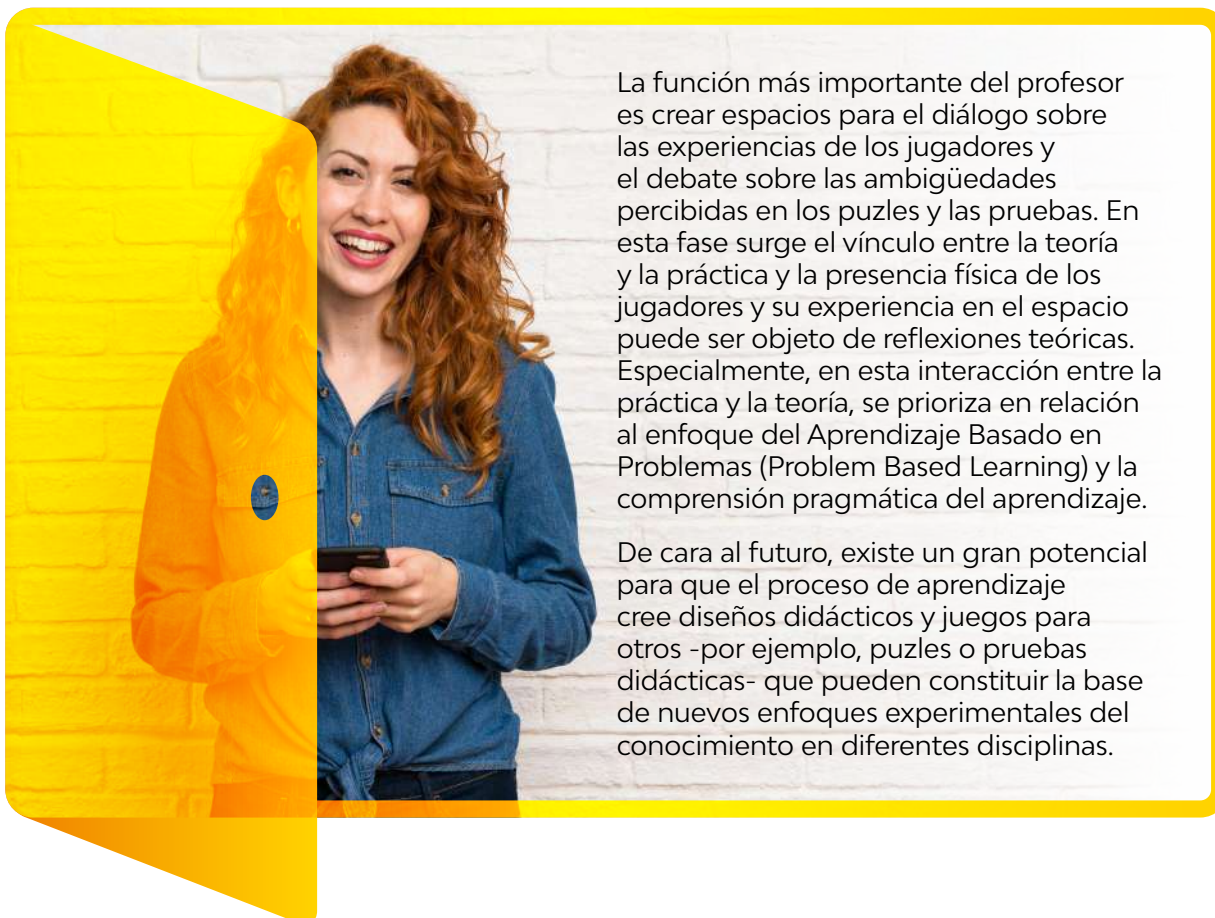 La función más importante del profesor
es crear espacios para el diálogo sobre
las experiencias de los jugadores y
el debate sobre las ambigüedades
percibidas en los puzles y las pruebas. En
esta fase surge el vínculo entre la teoría
y la práctica y la presencia física de los
jugadores y su experiencia en el espacio
puede ser objeto de reflexiones teóricas.
Especialmente, en esta interacción entre la
práctica y la teoría, se prioriza en relación
al enfoque del Aprendizaje Basado en
Problemas (Problem Based Learning) y la
comprensión pragmática del aprendizaje.
De cara al futuro, existe un gran potencial
para que el proceso de aprendizaje
cree diseños didácticos y juegos para
otros -por ejemplo, puzles o pruebas
didácticas- que pueden constituir la base
de nuevos enfoques experimentales del
conocimiento en diferentes disciplinas.